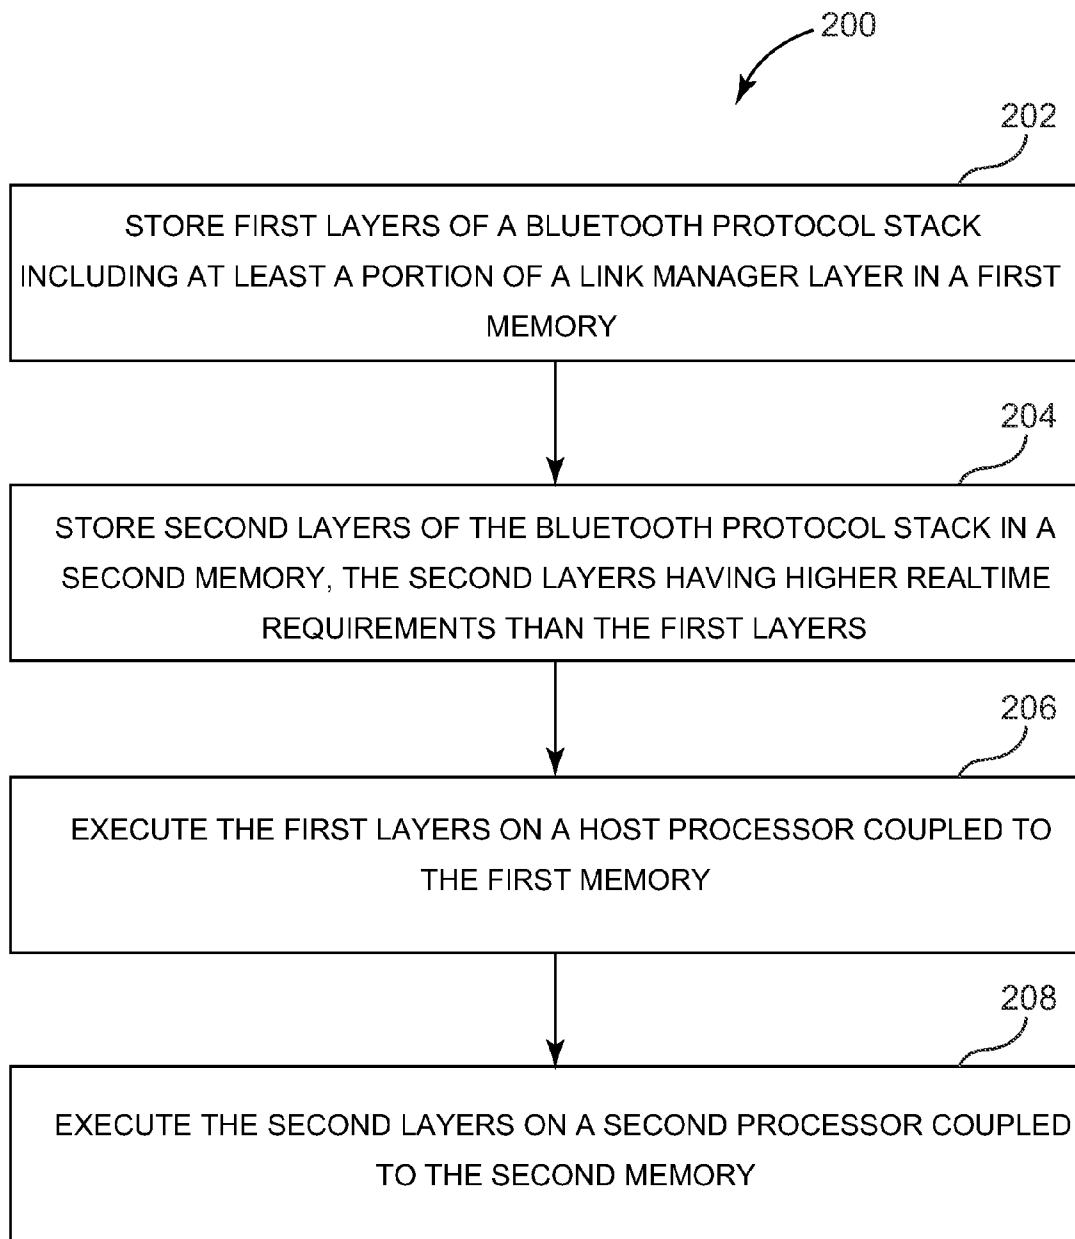 200
202
STORE FIRST LAYERS OF A BLUETOOTH PROTOCOL STACK
INCLUDING AT LEAST A PORTION OF A LINK MANAGER LAYER IN A FIRST
MEMORY
204
STORE SECOND LAYERS OF THE BLUETOOTH PROTOCOL STACK IN A
SECOND MEMORY, THE SECOND LAYERS HAVING HIGHER REALTIME
REQUIREMENTS THAN THE FIRST LAYERS
206
EXECUTE THE FIRST LAYERS ON A HOST PROCESSOR COUPLED TO
THE FIRST MEMORY
208
EXECUTE THE SECOND LAYERS ON A SECOND PROCESSOR COUPLED
TO THE SECOND MEMORY